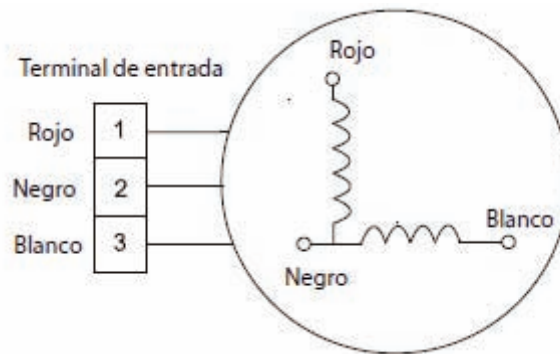 Terminal de entrada
Rojo 1
Negro 2
Blanco 3
Rojo
Blanco
Negro